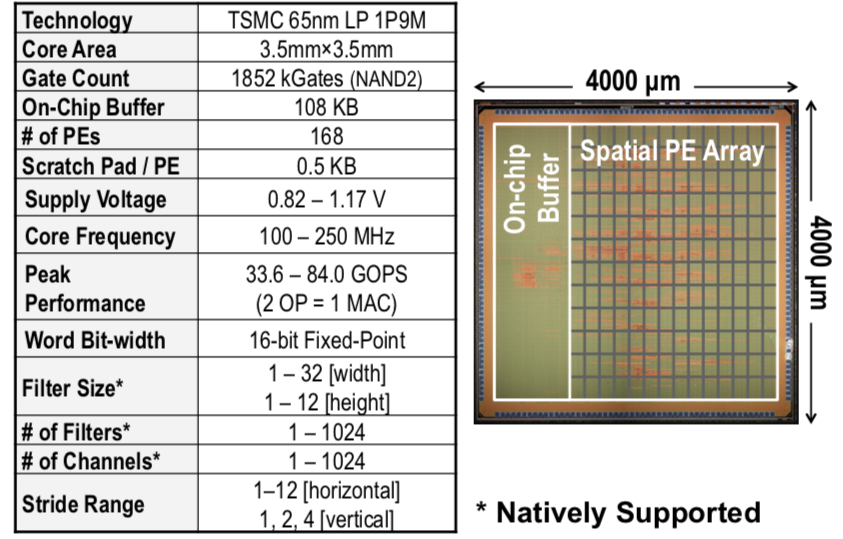 Technology TSMC 65nm LP 1P9M
Core Area 3.5mm×3.5mm
Gate Count 1852 kGates (NAND2)
On-Chip Buffer 108 KB
# of PEs 168
Scratch Pad / PE 0.5 KB
Supply Voltage 0.82 – 1.17 V
Core Frequency 100 – 250 MHz
Peak
Performance
33.6 – 84.0 GOPS
(2 OP = 1 MAC)
Word Bit-width 16-bit Fixed-Point
Filter Size*
1 – 32 [width]
1 – 12 [height]
# of Filters* 1 – 1024
# of Channels* 1 – 1024
Stride Range
1–12 [horizontal]
1, 2, 4 [vertical]
4000 µm
On-chip
Buffer
Spatial PE Array
4000 µm
* Natively Supported